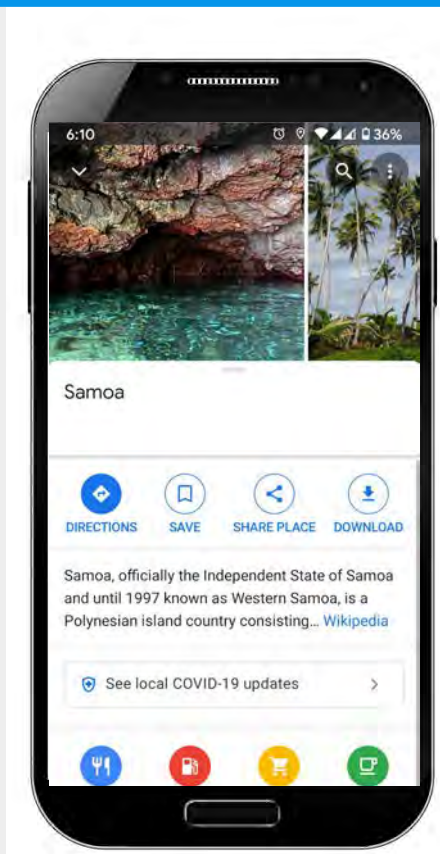 6:10 36%
Samoa
DIRECTIONS SAVE SHARE PLACE DOWNLOAD
Samoa, officially the Independent State of Samoa
and until 1997 known as Western Samoa, is a
Polynesian island country consisting... Wikipedia
See local COVID-19 updates